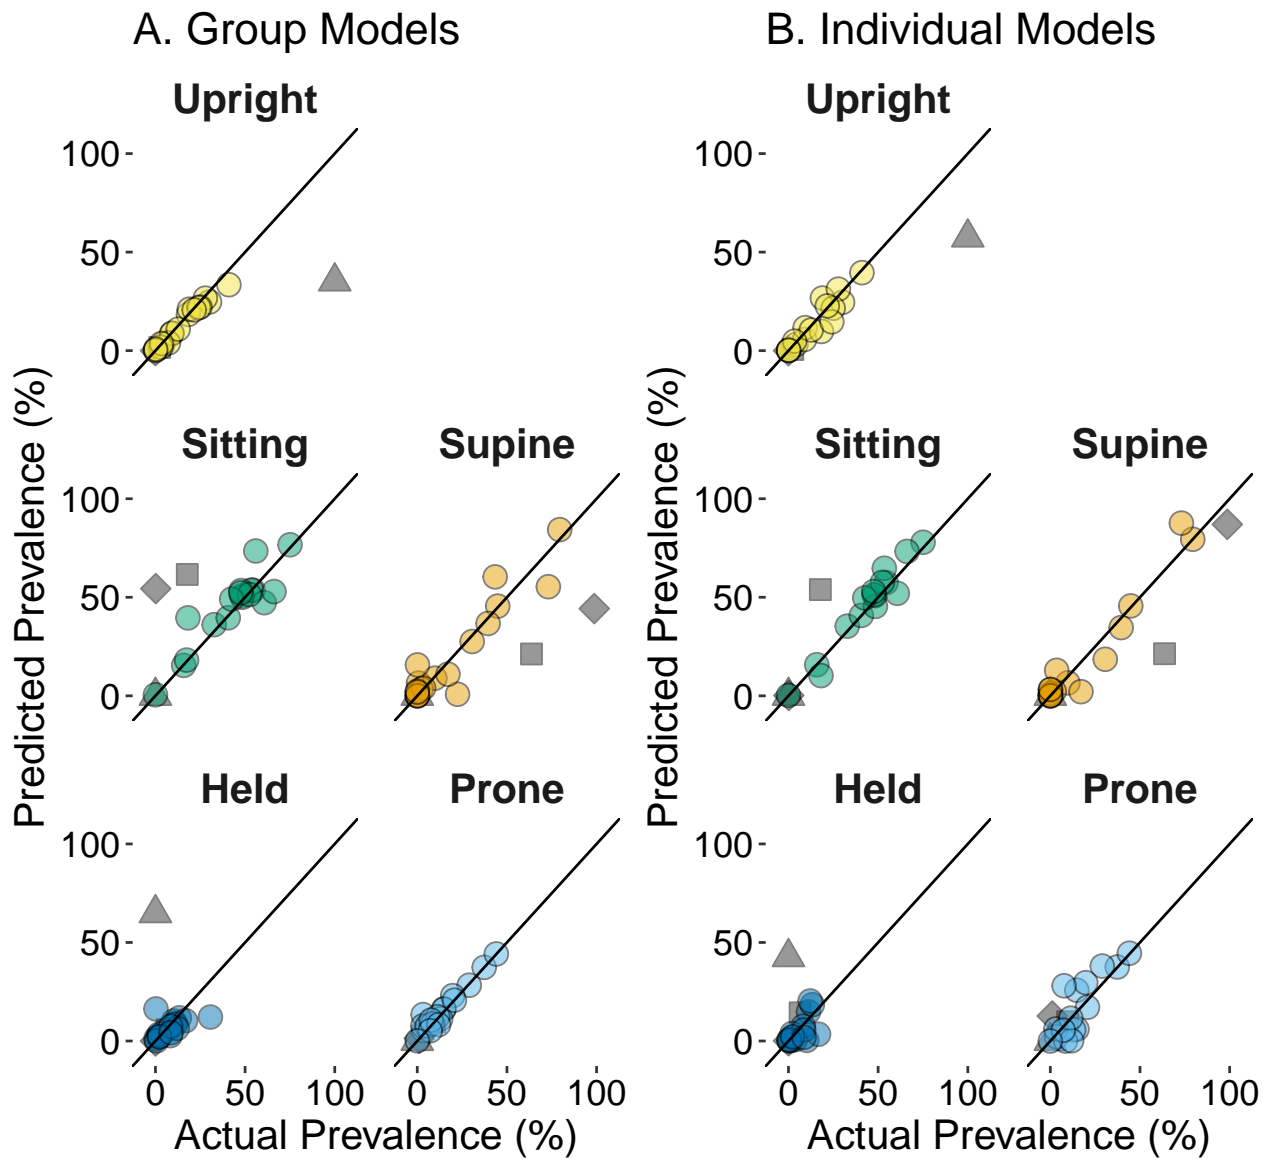 A. Group Models
B. Individual Models
Upright
Upright
100
50
0
100
50
0
Predicted Prevalence (%)
Predicted Prevalence (%)
Sitting
Supine
Sitting
Supine
100
50
0
100
50
0
Held
Prone
Held
Prone
100
50
0
100
50
0
0 50 100 0 50 100 0 50 100 0 50 100
Actual Prevalence (%)
Actual Prevalence (%)